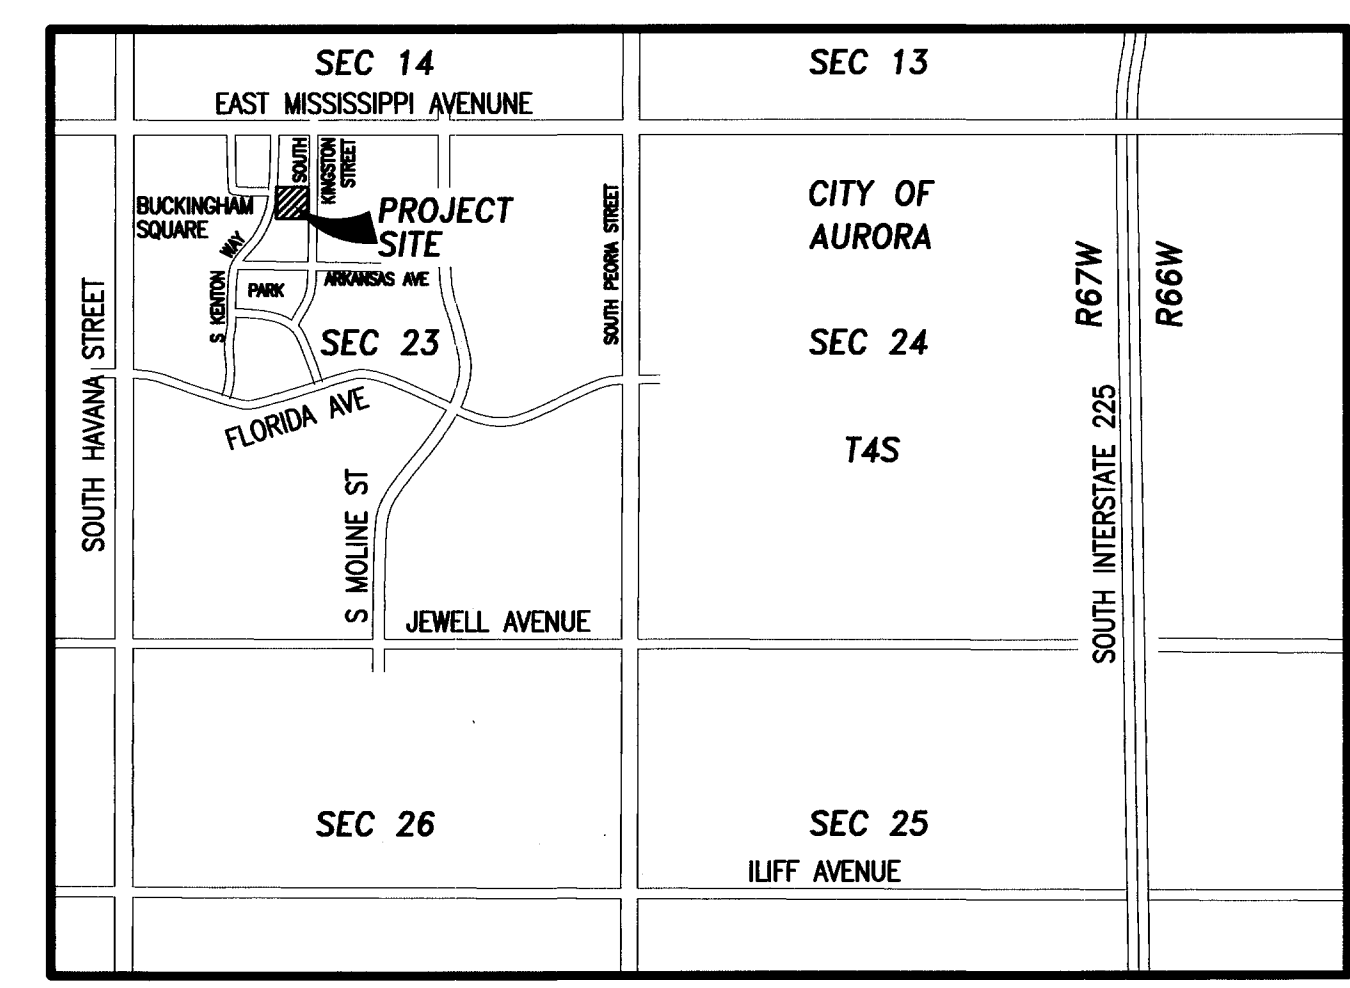 SEC 14
SEC 13
EAST MISSISSIPPI AVENUNE
SOUTH
KINGSTON
STREET
BUCKINGHAM
SQUARE
PROJECT
SITE
CITY OF
AURORA
S KENTON
WAY
PARK
ARKANSAS AVE
SOUTH PEORIA STREET
R67W
R66W
SOUTH HAVANA STREET
SEC 23
SEC 24
FLORIDA AVE
T4S
S MOLINE ST
SOUTH INTERSTATE 225
JEWELL AVENUE
SEC 26
SEC 25
ILIFF AVENUE